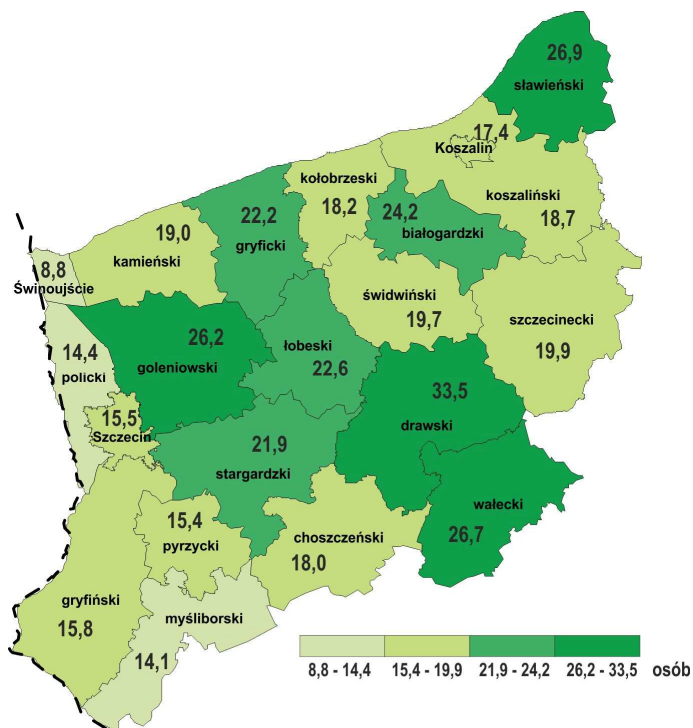 26,9
sławieński
17,4
Koszalin
kołobrzeski
18,2
koszaliński
18,7
24,2
białogardzki
22,2
gryficki
19,0
kamieński
8,8
Świnoujście
świdwiński
19,7
szczecinecki
19,9
26,2
goleniowski
łobeski
22,6
14,4
policki
33,5
drawski
15,5
Szczecin
21,9
stargardzki
wałecki
26,7
15,4
pyrzycki
choszczeński
18,0
gryfiński
15,8
myśliborski
14,1
8,8 - 14,4 15,4 - 19,9 21,9 - 24,2 26,2 - 33,5 osób